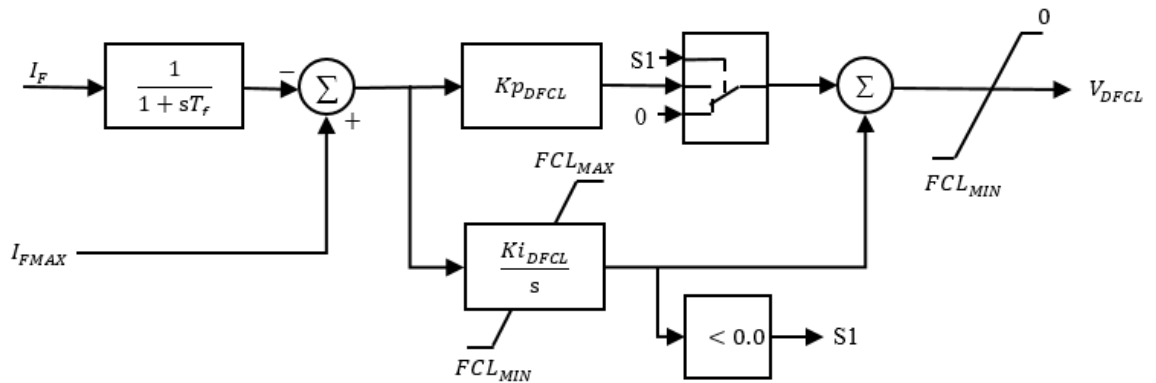 I_F
1
1 + sT_f
−
Σ
+
I_FMAX
Kp_DFCL
S1
0
Σ
0
V_DFCL
FCL_MIN
FCL_MAX
Ki_DFCL
s
FCL_MIN
< 0.0
S1